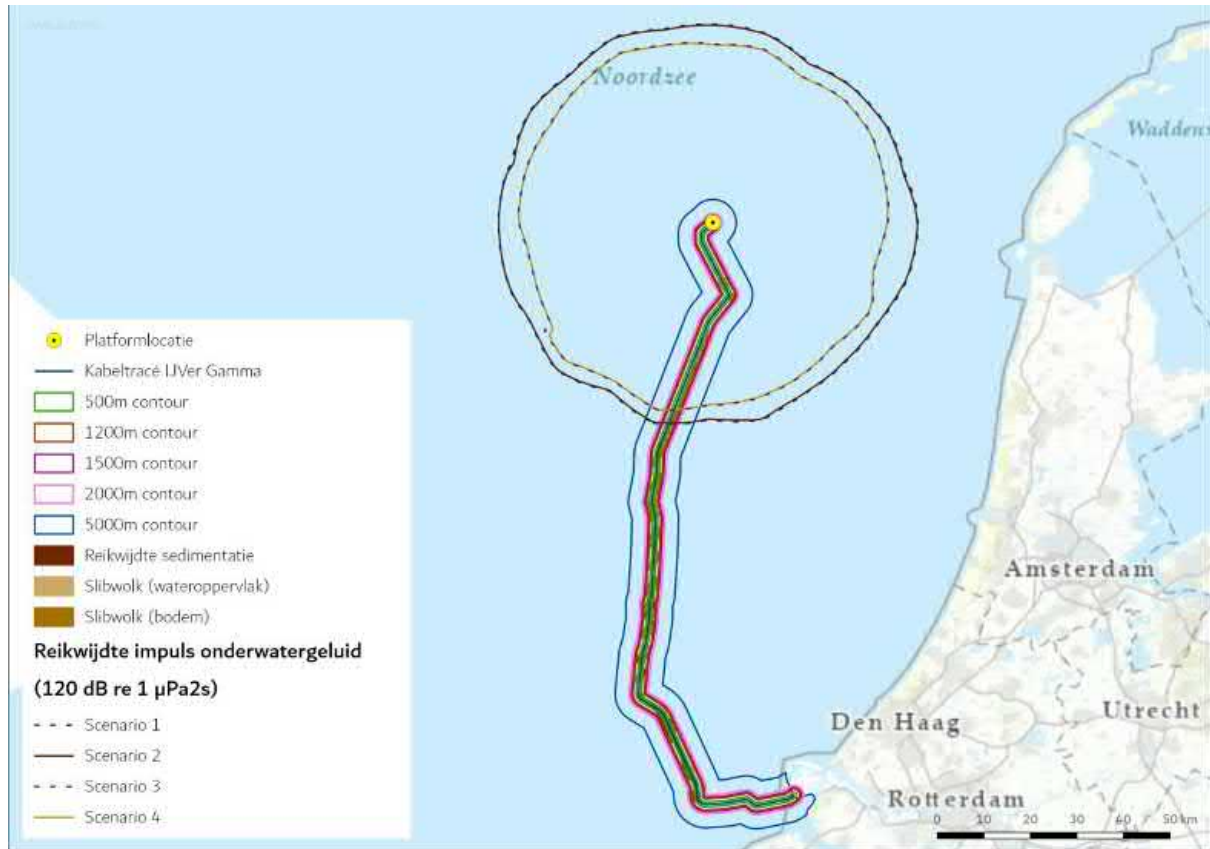 Noordzee
Waddens
Platformlocatie
Kabeltracé IJVer Gamma
500m contour
1200m contour
1500m contour
2000m contour
5000m contour
Reikwijdte sedimentatie
Slibwolk (wateroppervlak)
Slibwolk (bodem)
Reikwijdte impuls onderwatergeluid
(120 dB re 1 µPa2s)
Scenario 1
Scenario 2
Scenario 3
Scenario 4
Amsterdam
Den Haag
Utrecht
Rotterdam
0 10 20 30 40 50 km